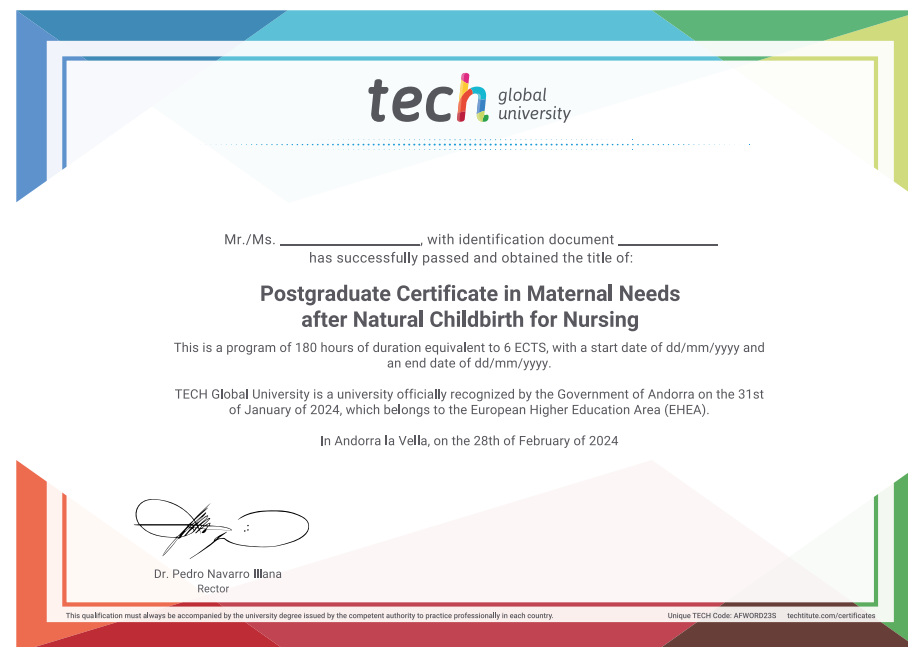 tech global university
Mr./Ms. ____________, with identification document ____________
has successfully passed and obtained the title of:
Postgraduate Certificate in Maternal Needs
after Natural Childbirth for Nursing
This is a program of 180 hours of duration equivalent to 6 ECTS, with a start date of dd/mm/yyyy and
an end date of dd/mm/yyyy.
TECH Global University is a university officially recognized by the Government of Andorra on the 31st
of January of 2024, which belongs to the European Higher Education Area (EHEA).
In Andorra la Vella, on the 28th of February of 2024
Dr. Pedro Navarro Illana
Rector
This qualification must always be accompanied by the university degree issued by the competent authority to practice professionally in each country.
Unique TECH Code: AFWORD23S techtitute.com/certificates